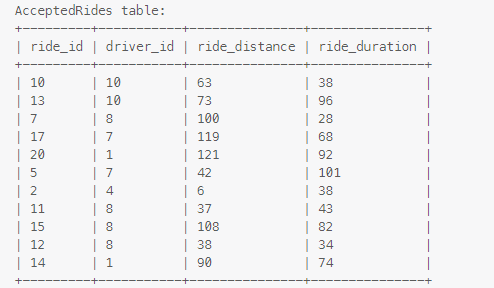 AcceptedRides table:
+---------+-----------+---------------+---------------+
| ride_id | driver_id | ride_distance | ride_duration |
+---------+-----------+---------------+---------------+
| 10      | 10        | 63            | 38            |
| 13      | 10        | 73            | 96            |
| 7       | 8         | 100           | 28            |
| 17      | 7         | 119           | 68            |
| 20      | 1         | 121           | 92            |
| 5       | 7         | 42            | 101           |
| 2       | 4         | 6             | 38            |
| 11      | 8         | 37            | 43            |
| 15      | 8         | 108           | 82            |
| 12      | 8         | 38            | 34            |
| 14      | 1         | 90            | 74            |
+---------+-----------+---------------+---------------+